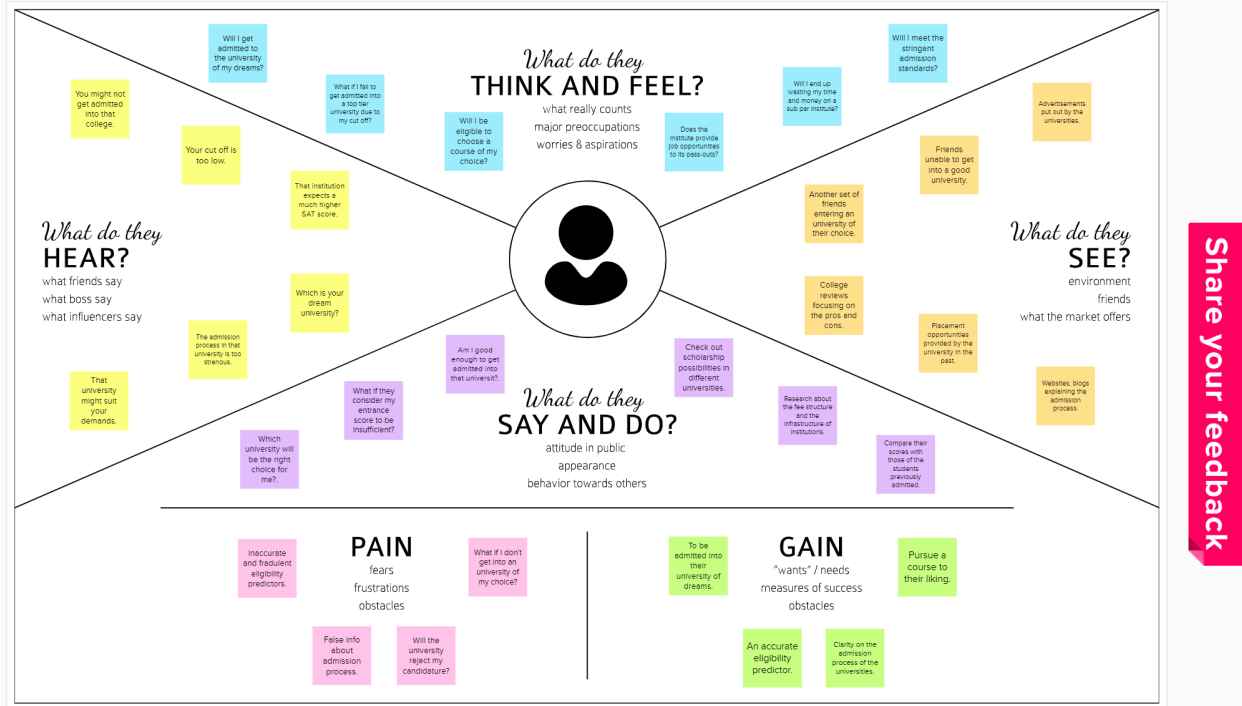 What do they
THINK AND FEEL?
what really counts
major preoccupations
worries & aspirations
Will I get
admitted to
the university
of my dreams?
What if I fail to
get admitted into
a top tier
university due to
my cut off?
Will I be
eligible to
choose a
course of my
choice?
Does the
institute provide
job opportunities
to its pass-outs?
Will I end up
wasting my time
and money on a
sub par institute?
Will I meet the
stringent
admission
standards?
What do they
HEAR?
what friends say
what boss say
what influencers say
You might not
get admitted
into that
college.
Your cut off is
too low.
That institution
expects a
much higher
SAT score.
Which is your
dream
university?
The admission
process in that
university is too
strenous.
That
university
might suit
your
demands.
What do they
SEE?
environment
friends
what the market offers
Advertisements
put out by the
universities.
Friends
unable to get
into a good
university.
Another set of
friends
entering an
university of
their choice.
College
reviews
focusing on
the pros and
cons.
Placement
opportunities
provided by the
university in the
past.
Websites, blogs
explaining the
admission
process.
What do they
SAY AND DO?
attitude in public
appearance
behavior towards others
Am I good
enough to get
admitted into
that universit?.
What if they
consider my
entrance
score to be
insufficient?
Which
university will
be the right
choice for
me?.
Check out
scholarship
possibilities in
different
universities.
Research about
the fee structure
and the
infrastructure of
institutions.
Compare their
scores with
those of the
students
previously
admitted.
PAIN
fears
frustrations
obstacles
Inaccurate
and fradulent
eligibility
predictors.
What if I don't
get into an
university of
my choice?
False info
about
admission
process.
Will the
university
reject my
candidature?
GAIN
"wants" / needs
measures of success
obstacles
To be
admitted into
their
university of
dreams.
Pursue a
course to
their liking.
An accurate
eligibility
predictor.
Clarity on the
admission
process of the
universities.
Share your feedback